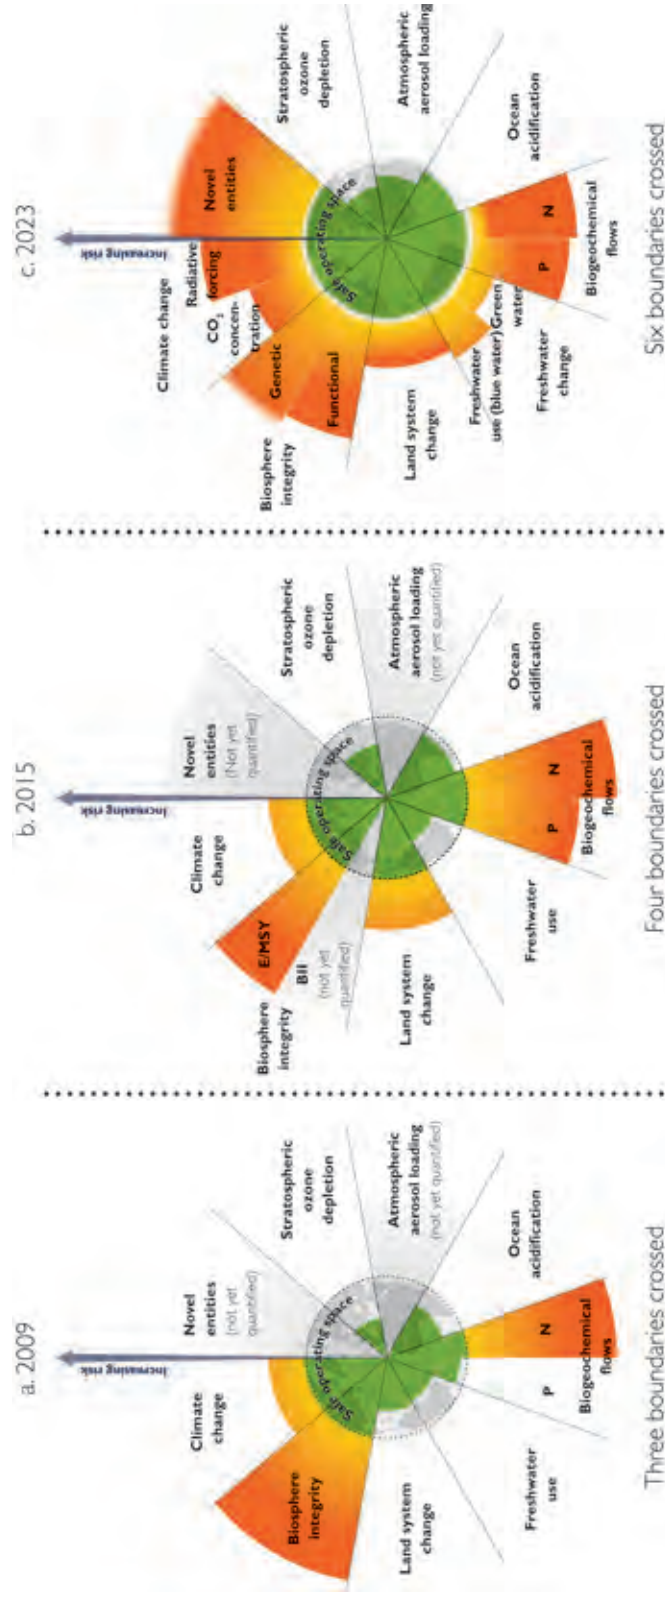 a. 2009
Increasing risk
Climate
change
Novel
entities
(not yet
quantified)
Stratospheric
ozone
depletion
Atmospheric
aerosol loading
(not yet quantified)
Ocean
acidification
N
Biogeochemical
flows
P
Freshwater
use
Land system
change
Biosphere
integrity
Safe operating space
Three boundaries crossed
b. 2015
Increasing risk
Climate
change
Novel
entities
(Not yet
quantified)
Stratospheric
ozone
depletion
Atmospheric
aerosol loading
(not yet quantified)
Ocean
acidification
N
Biogeochemical
flows
P
Freshwater
use
Land system
change
BII
(not yet
quantified)
E/MSY
Biosphere
integrity
Safe operating space
Four boundaries crossed
c. 2023
Increasing risk
Climate change
Radiative
forcing
CO2
concen-
tration
Novel
entities
Stratospheric
ozone
depletion
Atmospheric
aerosol loading
Ocean
acidification
N
Biogeochemical
flows
P
Green
water
Freshwater
use (blue water)
Freshwater
change
Land system
change
Functional
Genetic
Biosphere
integrity
Safe operating space
Six boundaries crossed